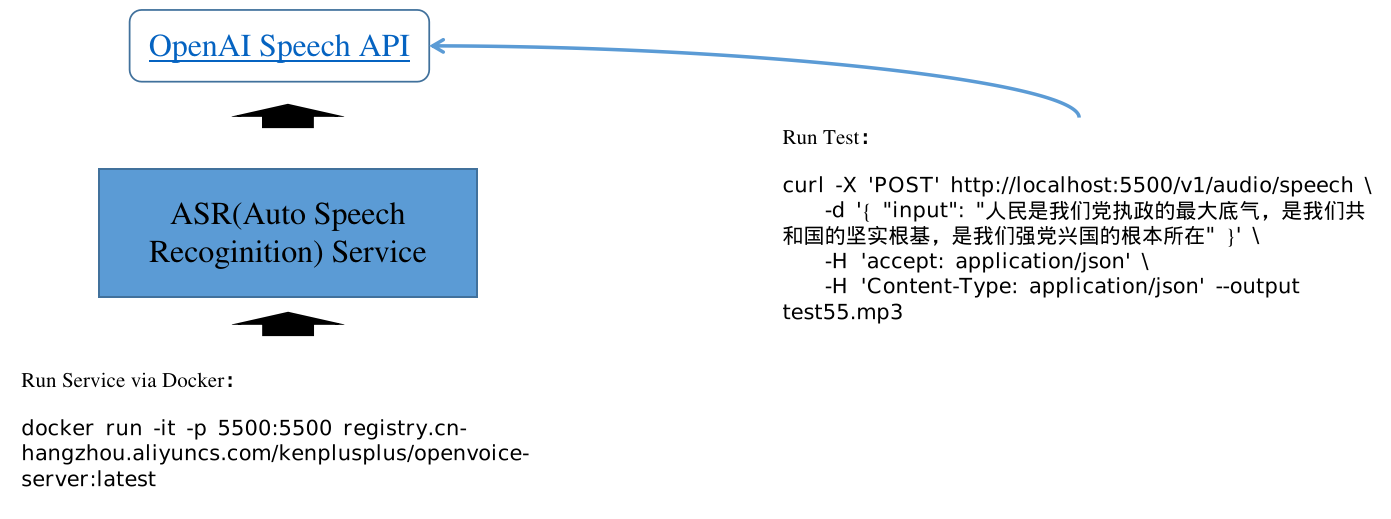 OpenAI Speech API
ASR(Auto Speech
Recoginition) Service
Run Service via Docker：
docker run -it -p 5500:5500 registry.cn-
hangzhou.aliyuncs.com/kenplusplus/openvoice-
server:latest
Run Test：
curl -X 'POST' http://localhost:5500/v1/audio/speech \
-d '{ "input": "人民是我们党执政的最大底气，是我们共
和国的坚实根基，是我们强党兴国的根本所在" }' \
-H 'accept: application/json' \
-H 'Content-Type: application/json' --output
test55.mp3